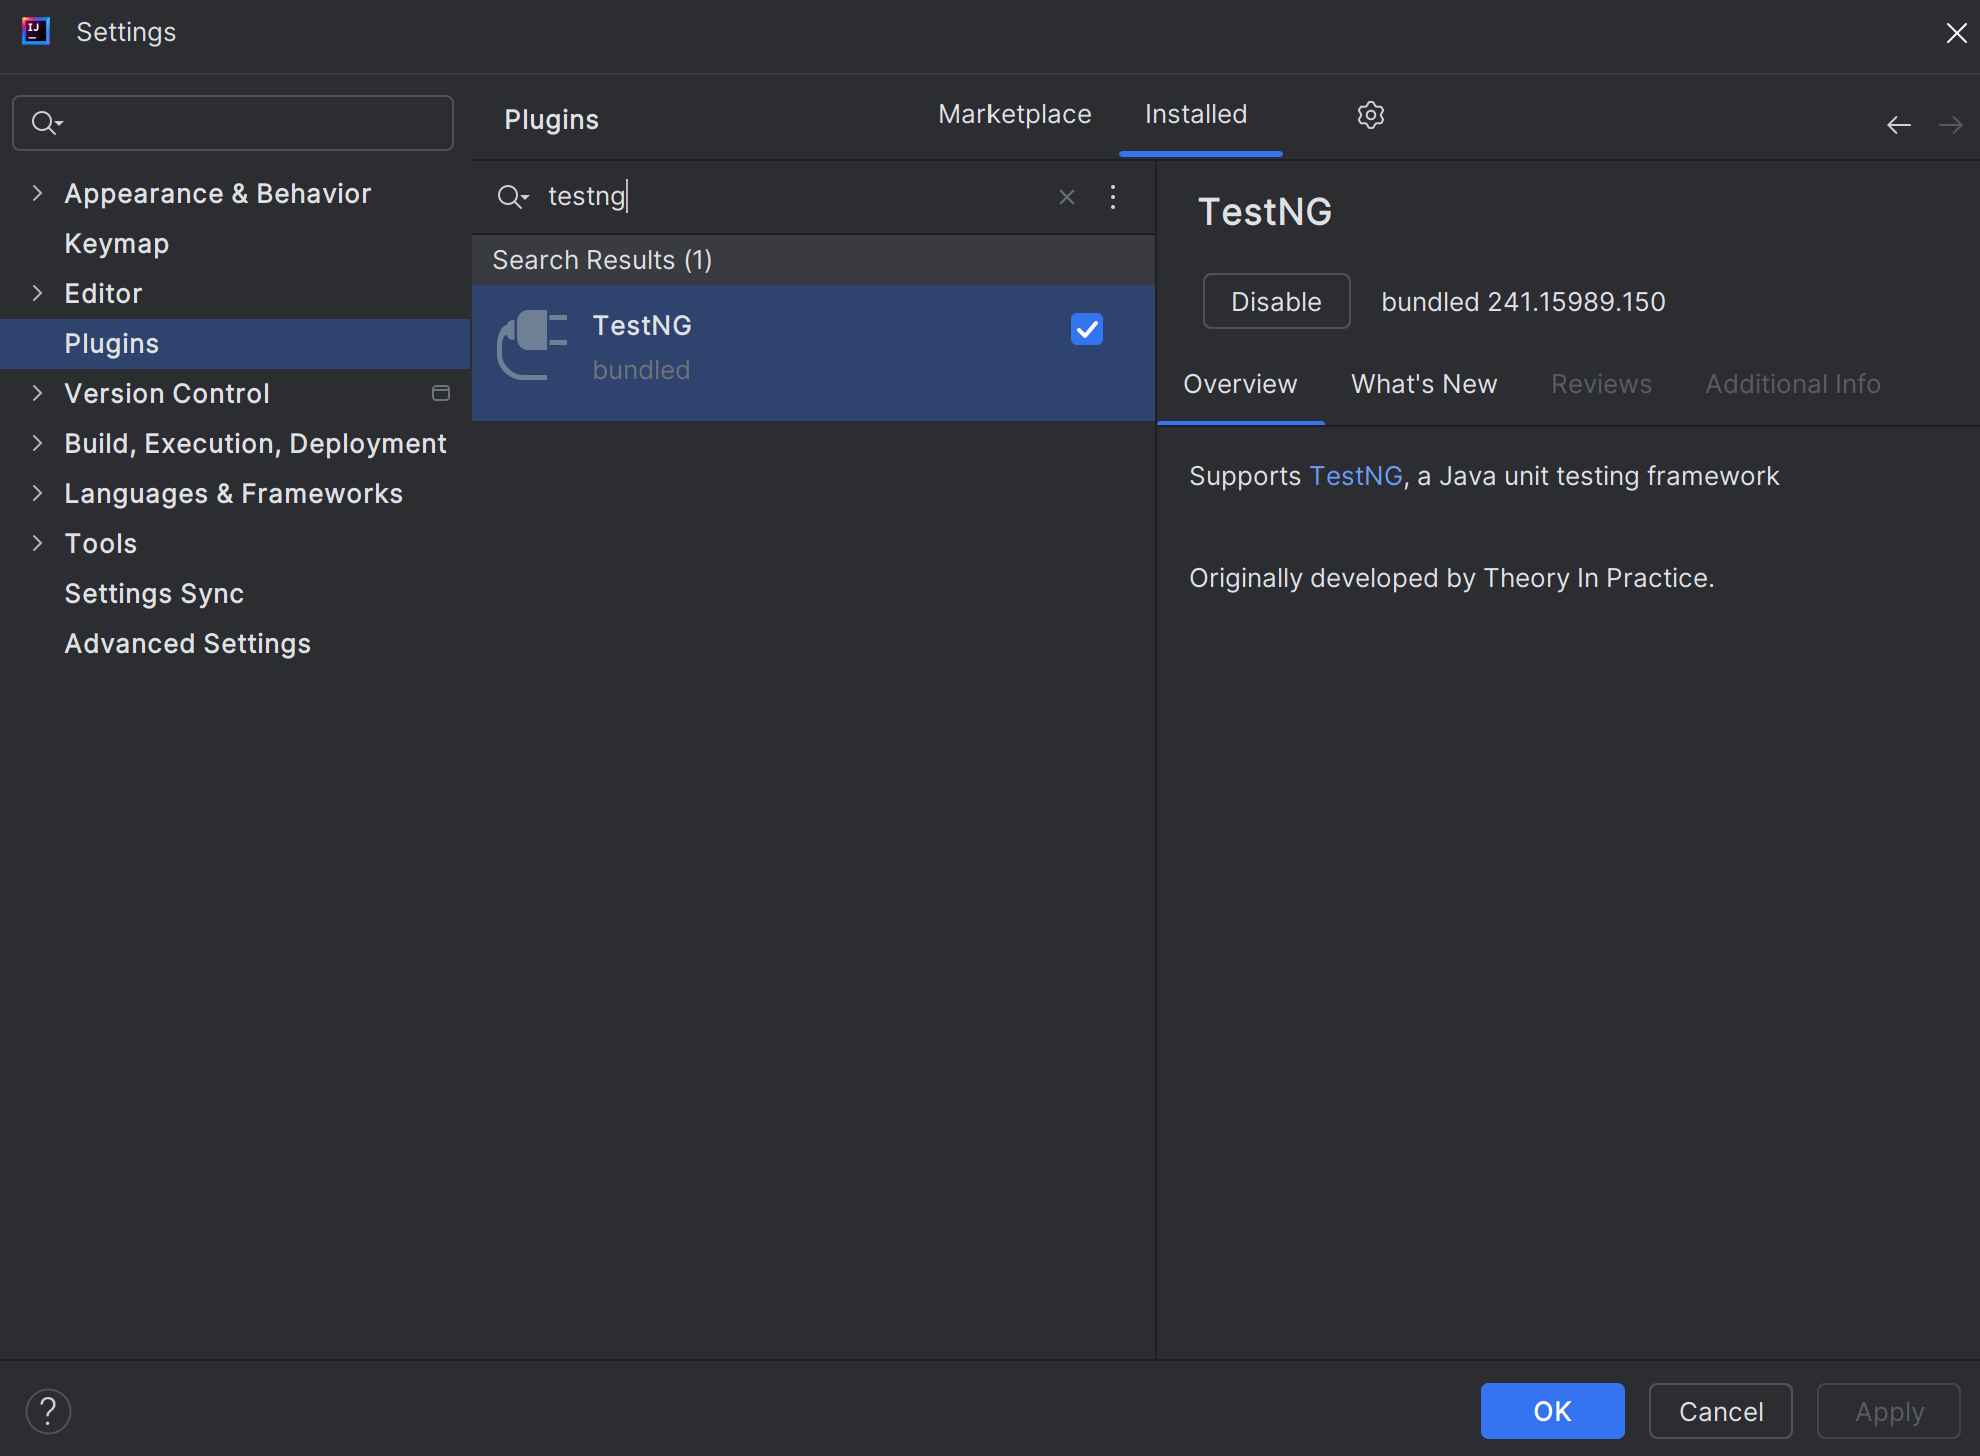 Settings
Plugins
Marketplace
Installed
Appearance & Behavior
Keymap
Editor
Plugins
Version Control
Build, Execution, Deployment
Languages & Frameworks
Tools
Settings Sync
Advanced Settings
testng
Search Results (1)
TestNG
bundled
TestNG
Disable
bundled 241.15989.150
Overview
What's New
Reviews
Additional Info
Supports TestNG, a Java unit testing framework
Originally developed by Theory In Practice.
?
OK
Cancel
Apply